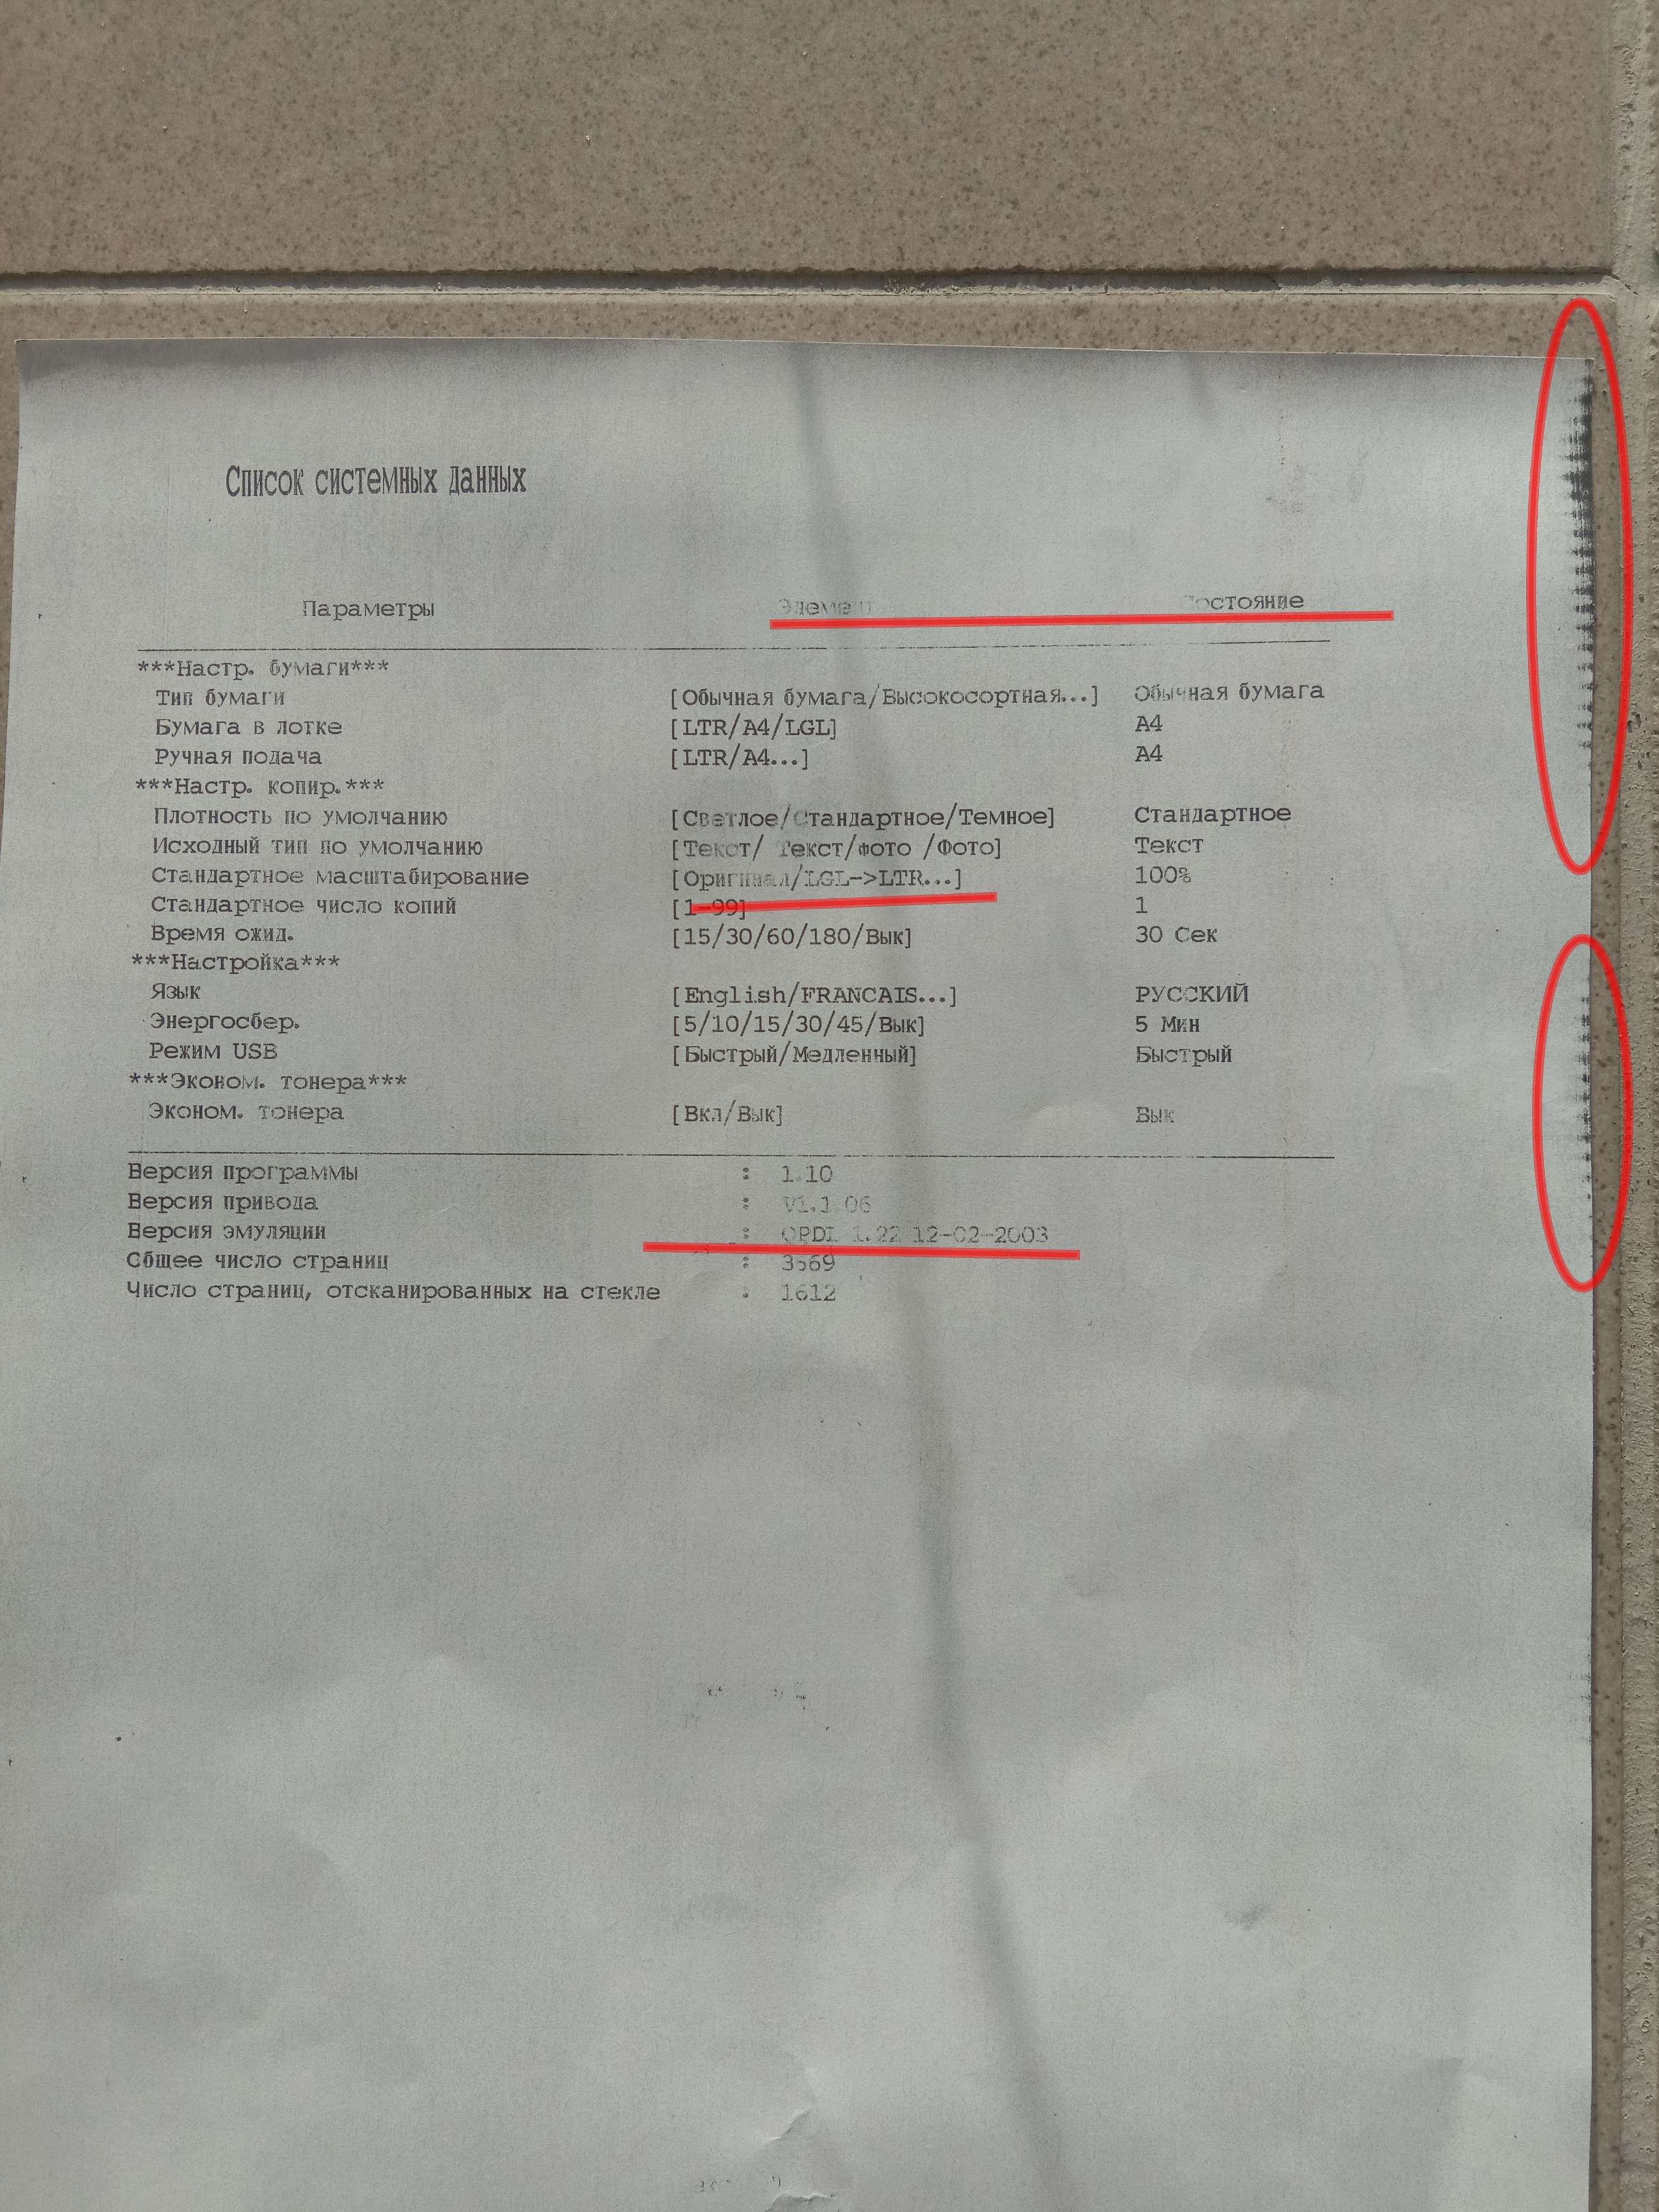 Список системных данных
Параметры Элемент Состояние
***Настр. бумаги***
Тип бумаги [Обычная бумага/Высокосортная...] Обычная бумага
Бумага в лотке [LTR/A4/LGL] A4
Ручная подача [LTR/A4...] A4
***Настр. копир.***
Плотность по умолчанию [Светлое/Стандартное/Темное] Стандартное
Исходный тип по умолчанию [Текст/ Текст/фото /Фото] Текст
Стандартное масштабирование [Оригинал/LGL->LTR...] 100%
Стандартное число копий [1-99] 1
Время ожид. [15/30/60/180/Вык] 30 Сек
***Настройка***
Язык [English/FRANCAIS...] РУССКИЙ
Энергосбер. [5/10/15/30/45/Вык] 5 Мин
Режим USB [Быстрый/Медленный] Быстрый
***Эконом. тонера***
Эконом. тонера [Вкл/Вык] Вык
Версия программы : 1.10
Версия привода : V1.1 06
Версия эмуляции : OPDI 1.22 12-02-2003
Общее число страниц : 3569
Число страниц, отсканированных на стекле : 1612